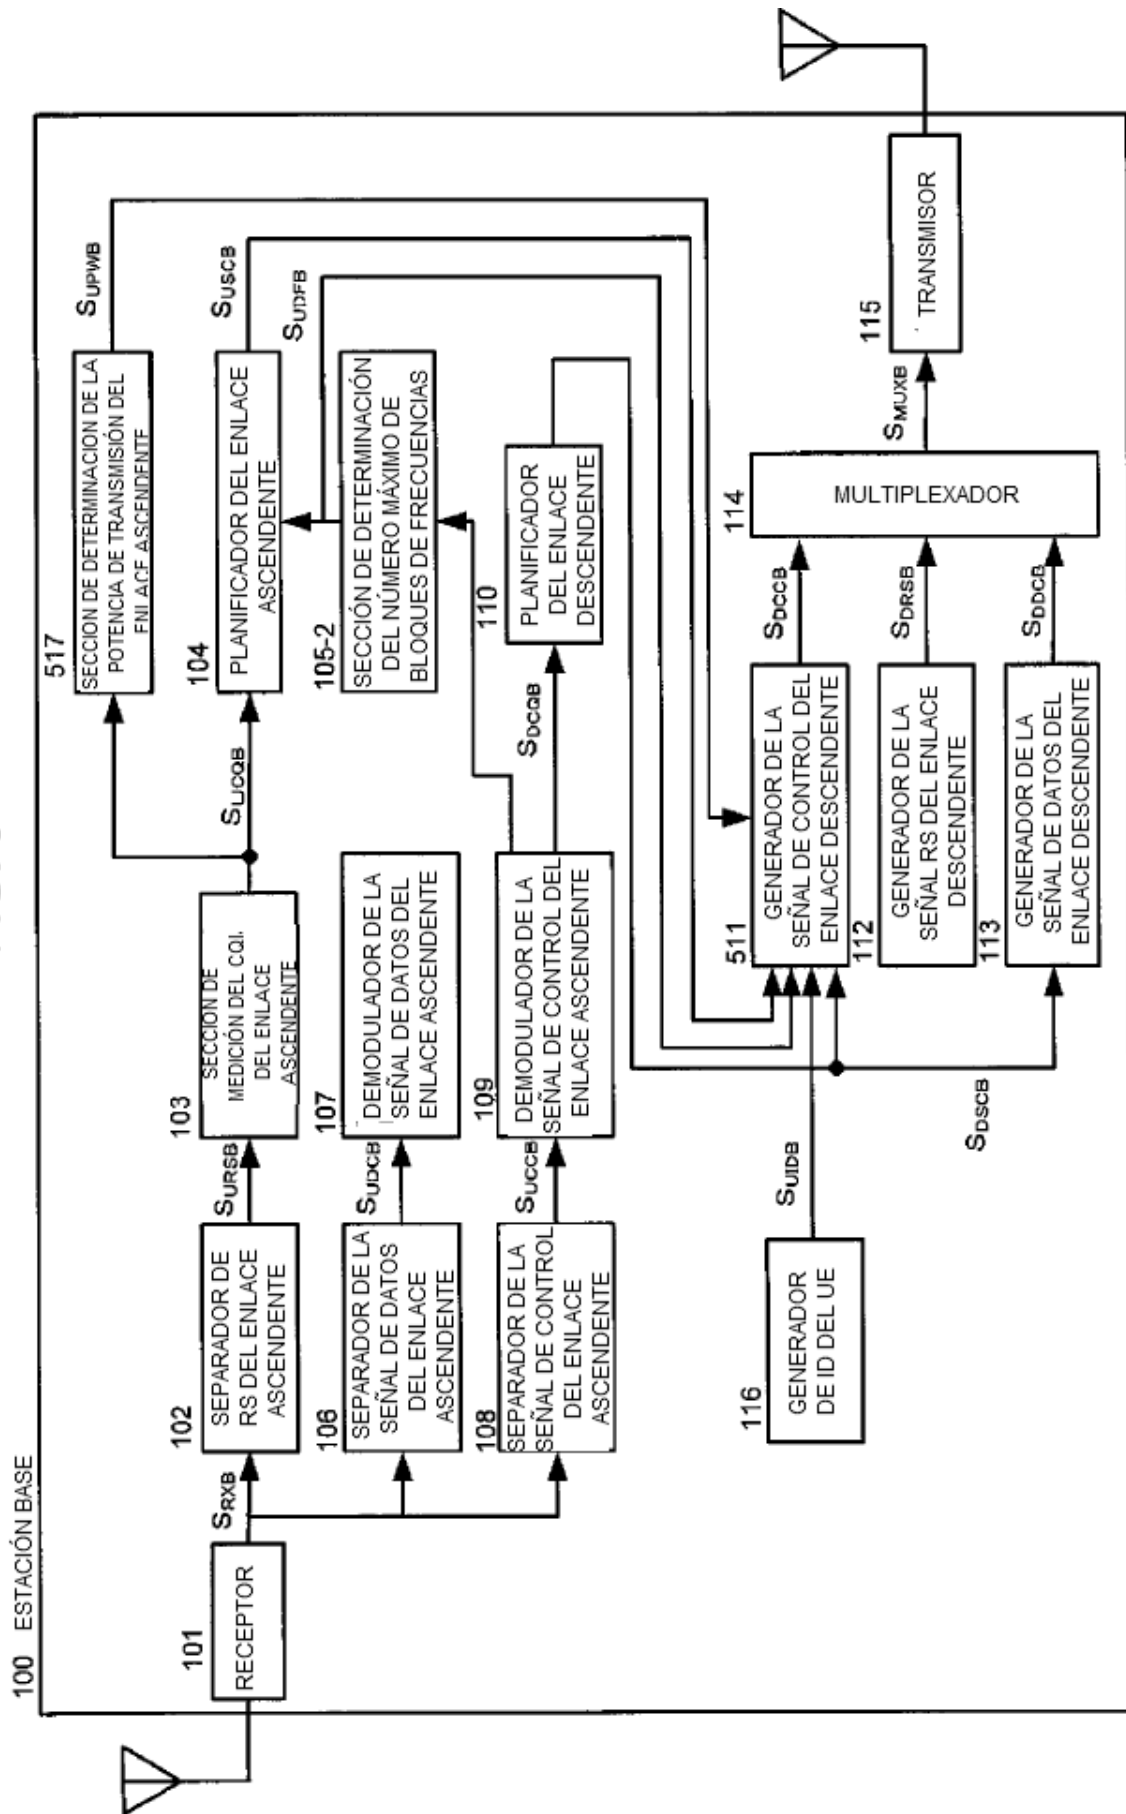 100 ESTACIÓN BASE
101
RECEPTOR
SRXB
102
SEPARADOR DE
RS DEL ENLACE
ASCENDENTE
SURSB
103
SECCIÓN DE
MEDICIÓN DEL CQI.
DEL ENLACE
ASCENDENTE
SUCQB
517
SECCION DE DETERMINACION DE LA
POTENCIA DE TRANSMISIÓN DEL
ENLACE ASCENDENTE
SUPWB
104
PLANIFICADOR DEL ENLACE
ASCENDENTE
SUSCB
SUDFB
105-2
SECCIÓN DE DETERMINACIÓN
DEL NÚMERO MÁXIMO DE
BLOQUES DE FRECUENCIAS
106
SEPARADOR DE LA
SEÑAL DE DATOS
DEL ENLACE
ASCENDENTE
SUDCB
107
DEMODULADOR DE LA
SEÑAL DE DATOS DEL
ENLACE ASCENDENTE
108
SEPARADOR DE LA
SEÑAL DE CONTROL
DEL ENLACE
ASCENDENTE
SUCCB
109
DEMODULADOR DE LA
SEÑAL DE CONTROL DEL
ENLACE ASCENDENTE
SDCQB
110
PLANIFICADOR
DEL ENLACE
DESCENDENTE
116
GENERADOR
DE ID DEL UE
SUIDB
SDSCB
511
GENERADOR DE LA
SEÑAL DE CONTROL DEL
ENLACE DESCENDENTE
SDCCB
112
GENERADOR DE LA
SEÑAL RS DEL ENLACE
DESCENDENTE
SDRSB
113
GENERADOR DE LA
SEÑAL DE DATOS DEL
ENLACE DESCENDENTE
SDDCB
114
MULTIPLEXADOR
SMUXB
115
TRANSMISOR